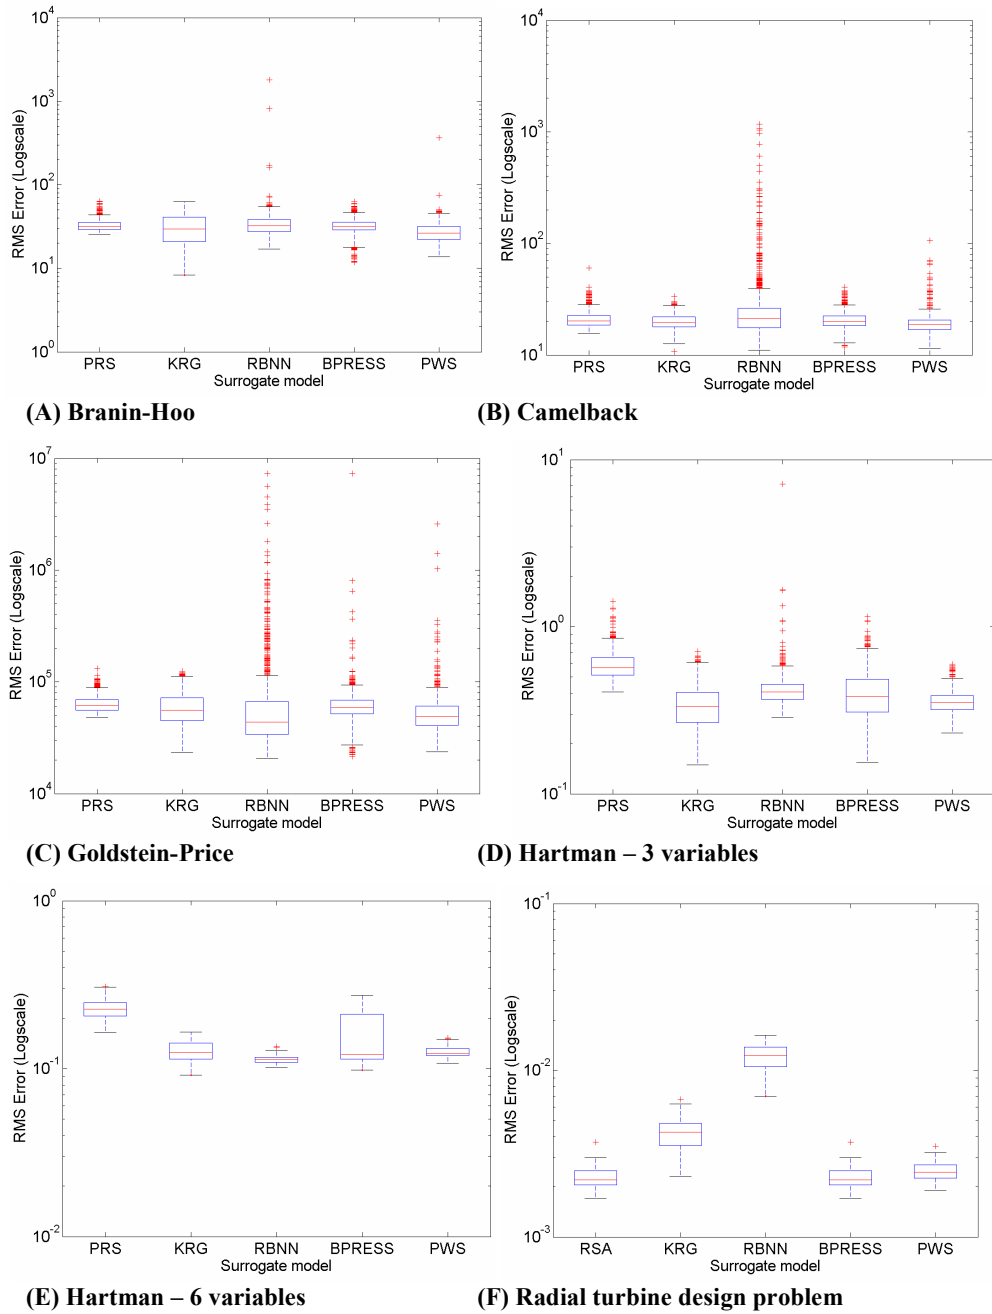 10^4
10^3
10^2
10^1
10^0
RMS Error (Logscale)
PRS KRG RBNN BPRESS PWS
Surrogate model
(A) Branin-Hoo
10^4
10^3
10^2
10^1
RMS Error (Logscale)
PRS KRG RBNN BPRESS PWS
Surrogate model
(B) Camelback
10^7
10^6
10^5
10^4
RMS Error (Logscale)
PRS KRG RBNN BPRESS PWS
Surrogate model
(C) Goldstein-Price
10^1
10^0
10^-1
RMS Error (Logscale)
PRS KRG RBNN BPRESS PWS
Surrogate model
(D) Hartman – 3 variables
10^0
10^-1
10^-2
RMS Error (Logscale)
PRS KRG RBNN BPRESS PWS
Surrogate model
(E) Hartman – 6 variables
10^-1
10^-2
10^-3
RMS Error (Logscale)
RSA KRG RBNN BPRESS PWS
Surrogate model
(F) Radial turbine design problem